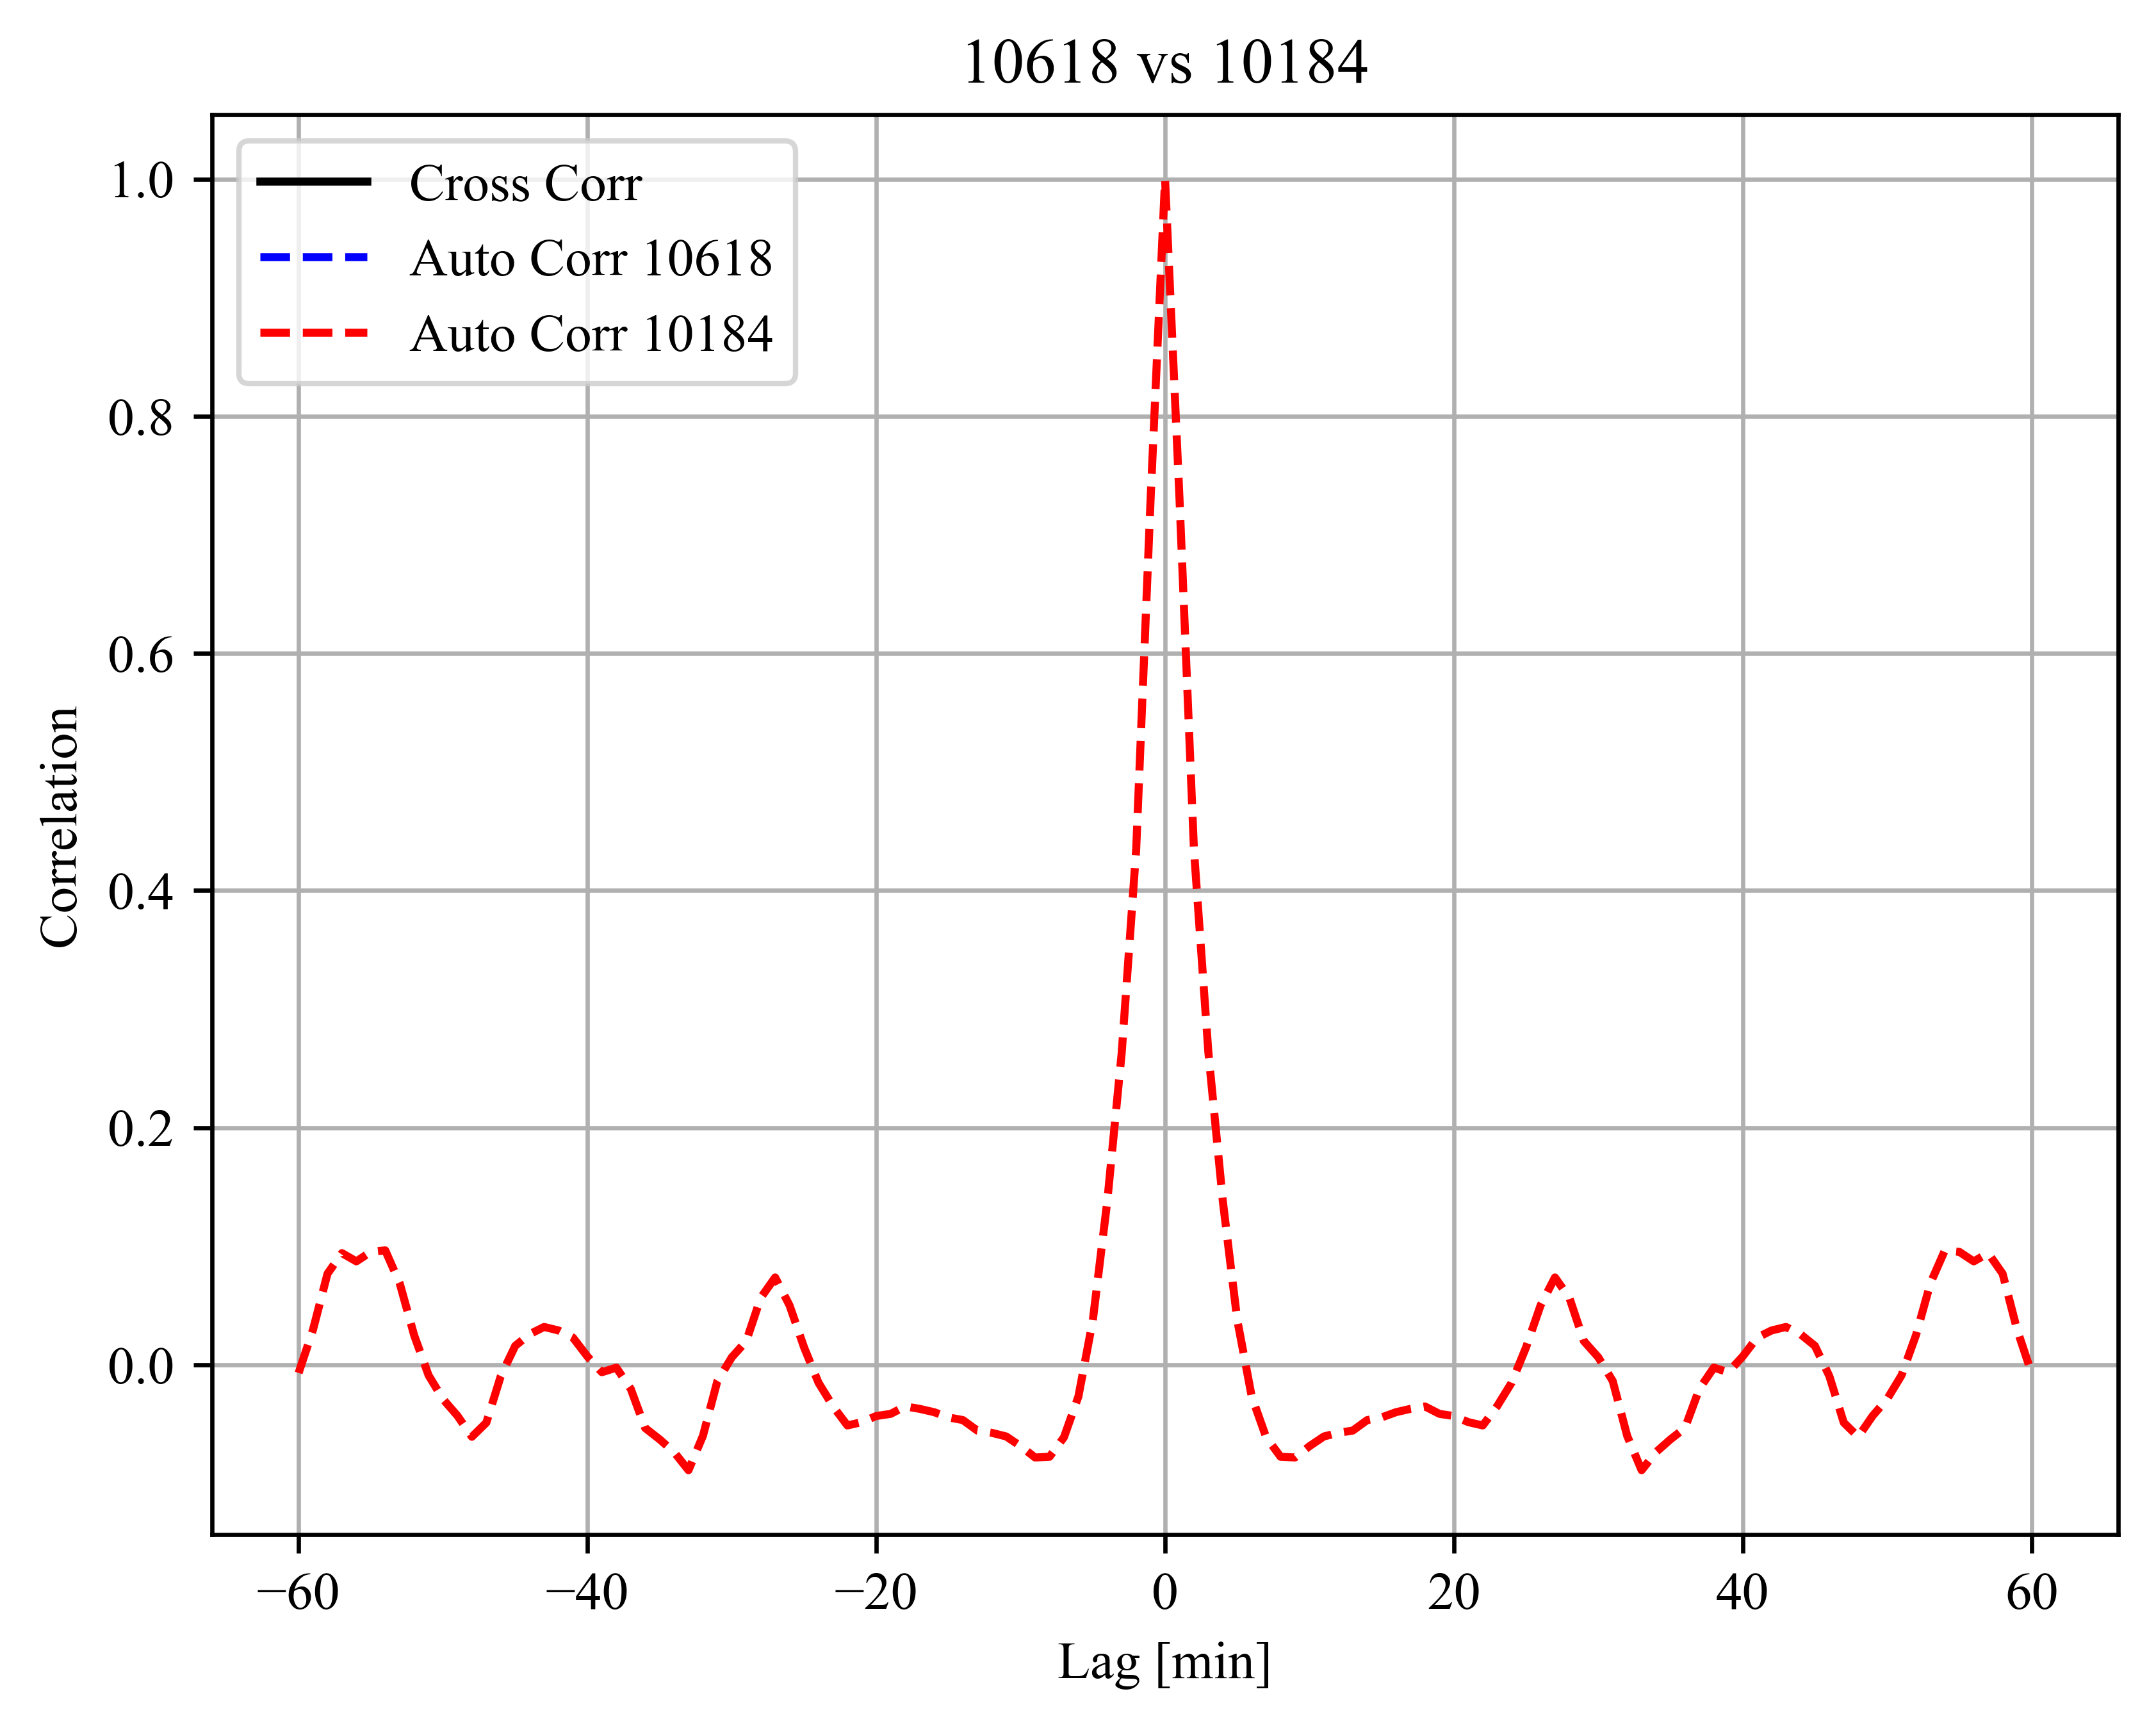 10618 vs 10184
Cross Corr
Auto Corr 10618
Auto Corr 10184
1.0
0.8
0.6
0.4
0.2
0.0
Correlation
−60 −40 −20 0 20 40 60
Lag [min]